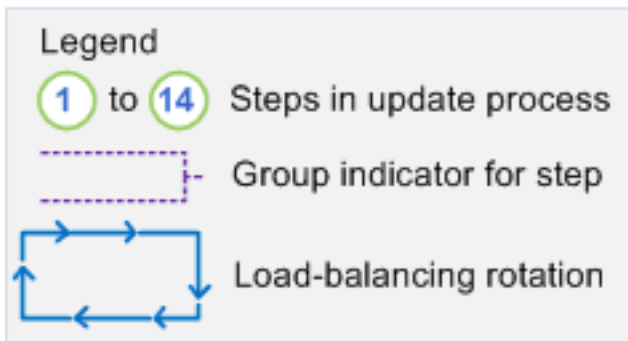 Legend
1 to 14 Steps in update process
Group indicator for step
Load-balancing rotation